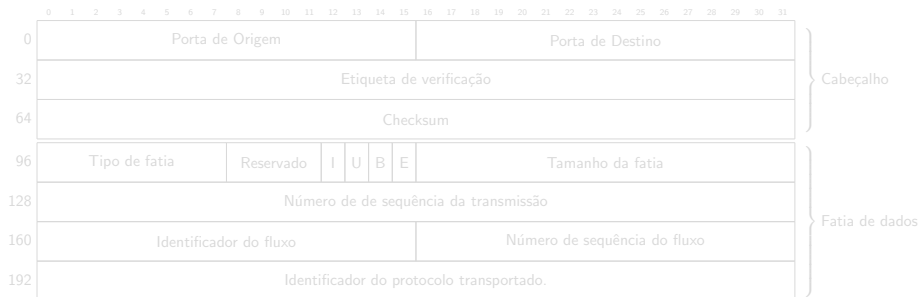 0 1 2 3 4 5 6 7 8 9 10 11 12 13 14 15 16 17 18 19 20 21 22 23 24 25 26 27 28 29 30 31
0 Porta de Origem Porta de Destino
32 Etiqueta de verificação
Cabeçalho
64 Checksum
96 Tipo de fatia Reservado I U B E Tamanho da fatia
128 Número de de sequência da transmissão
Fatia de dados
160 Identificador do fluxo Número de sequência do fluxo
192 Identificador do protocolo transportado.